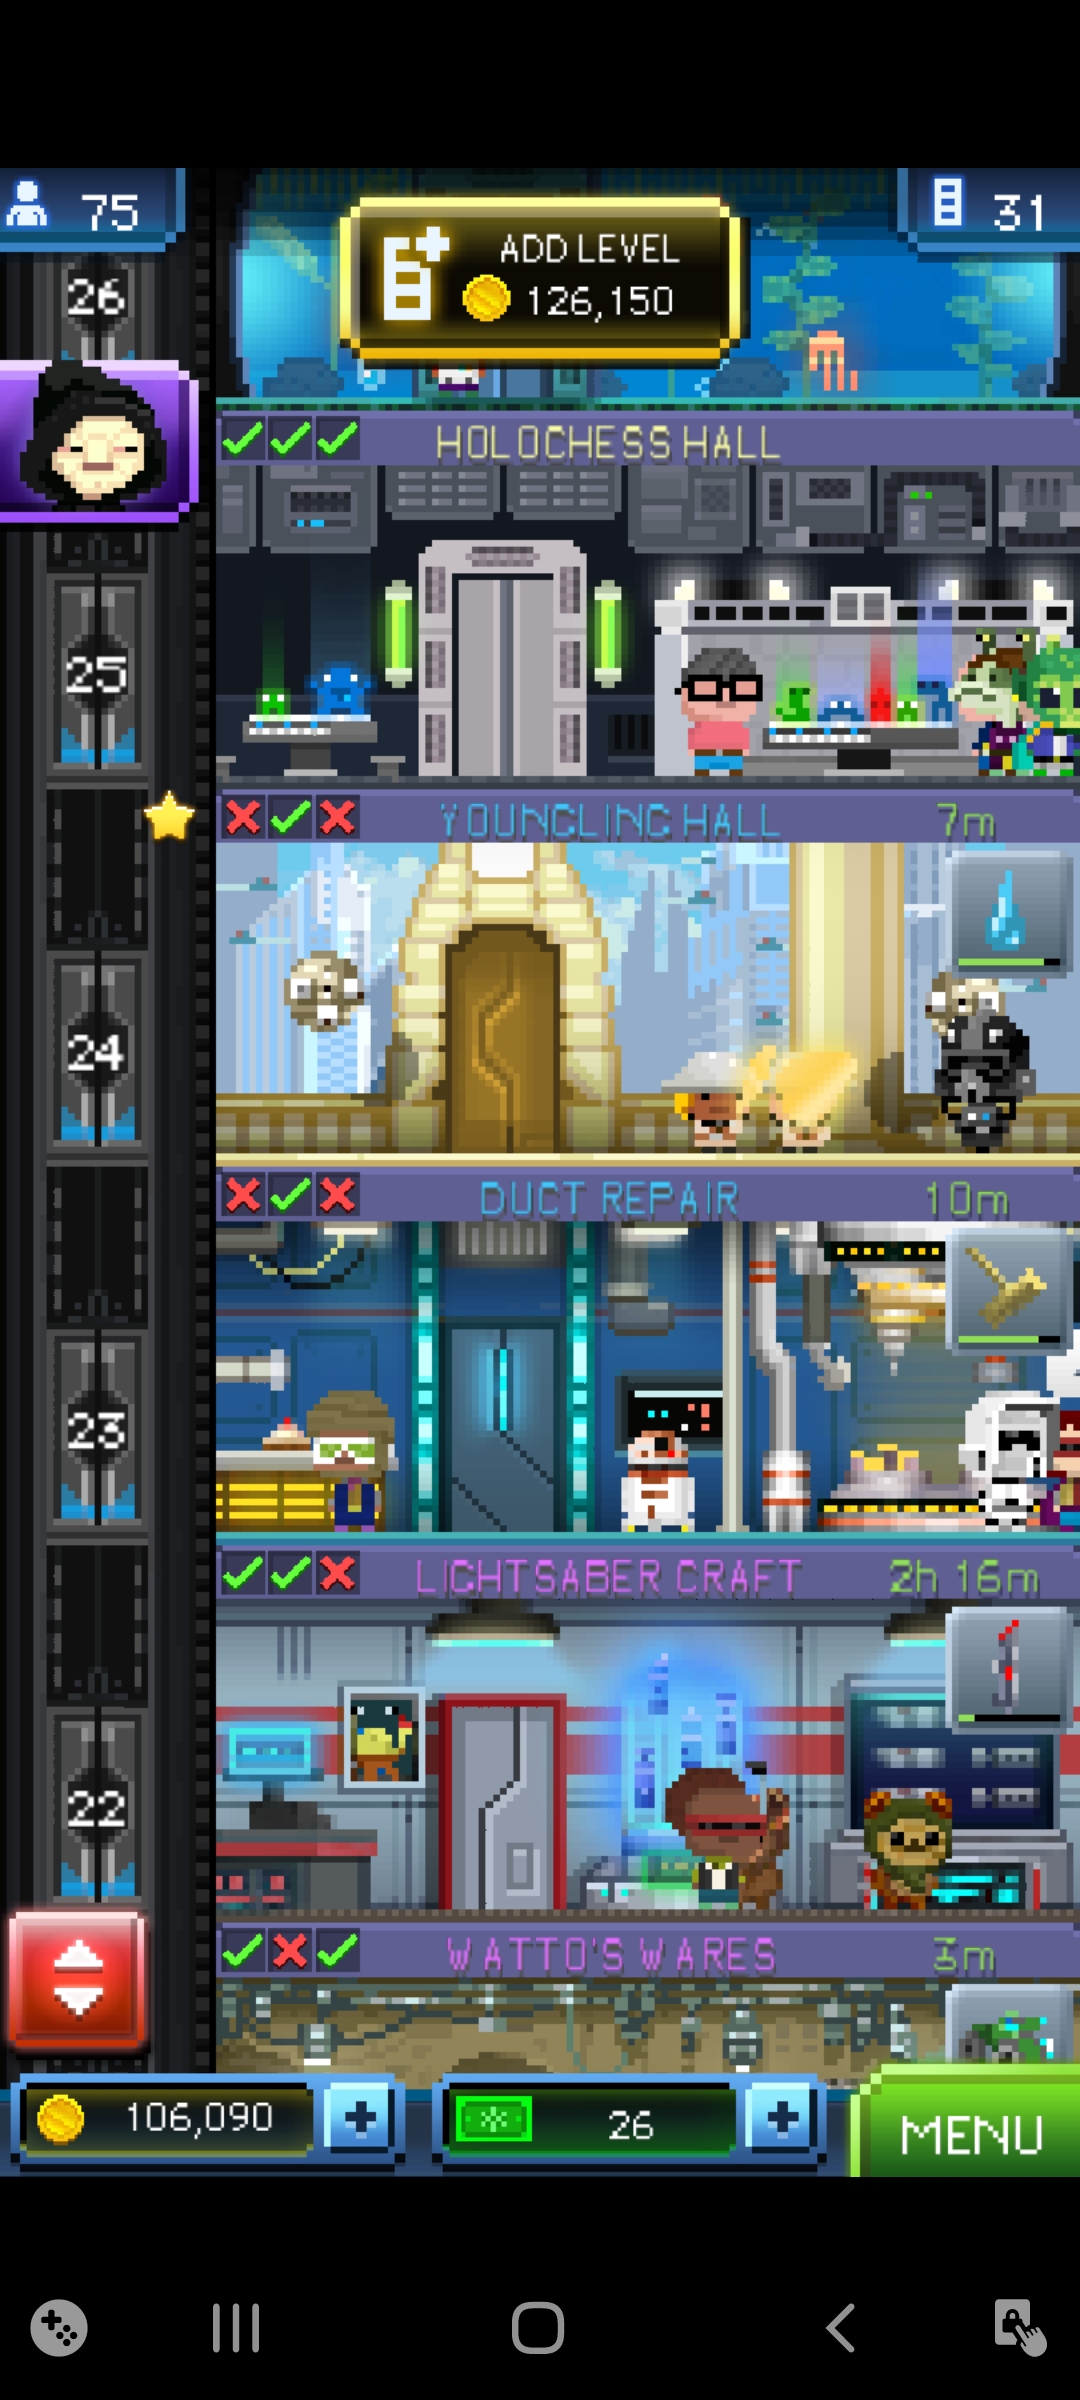 75
ADD LEVEL
126,150
31
26
HOLOCHESS HALL
25
YOUNGLING HALL 7m
24
DUCT REPAIR 10m
23
LIGHTSABER CRAFT 2h 16m
22
WATTO'S WARES 3m
106,090
26
MENU